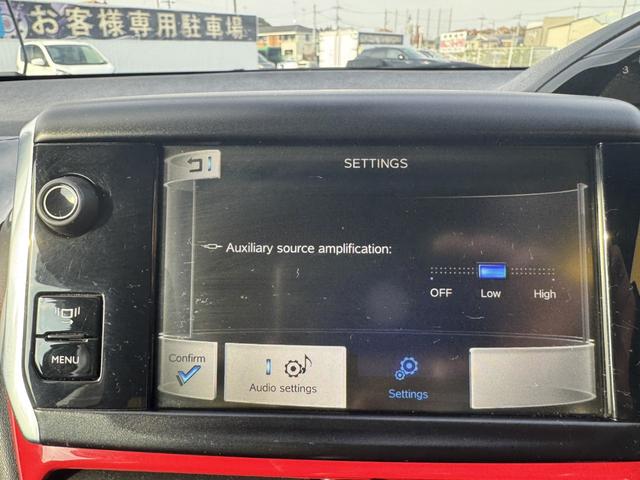 お客様専用駐車場
SETTINGS
Auxiliary source amplification:
OFF Low High
MENU
Confirm
Audio settings
Settings
3